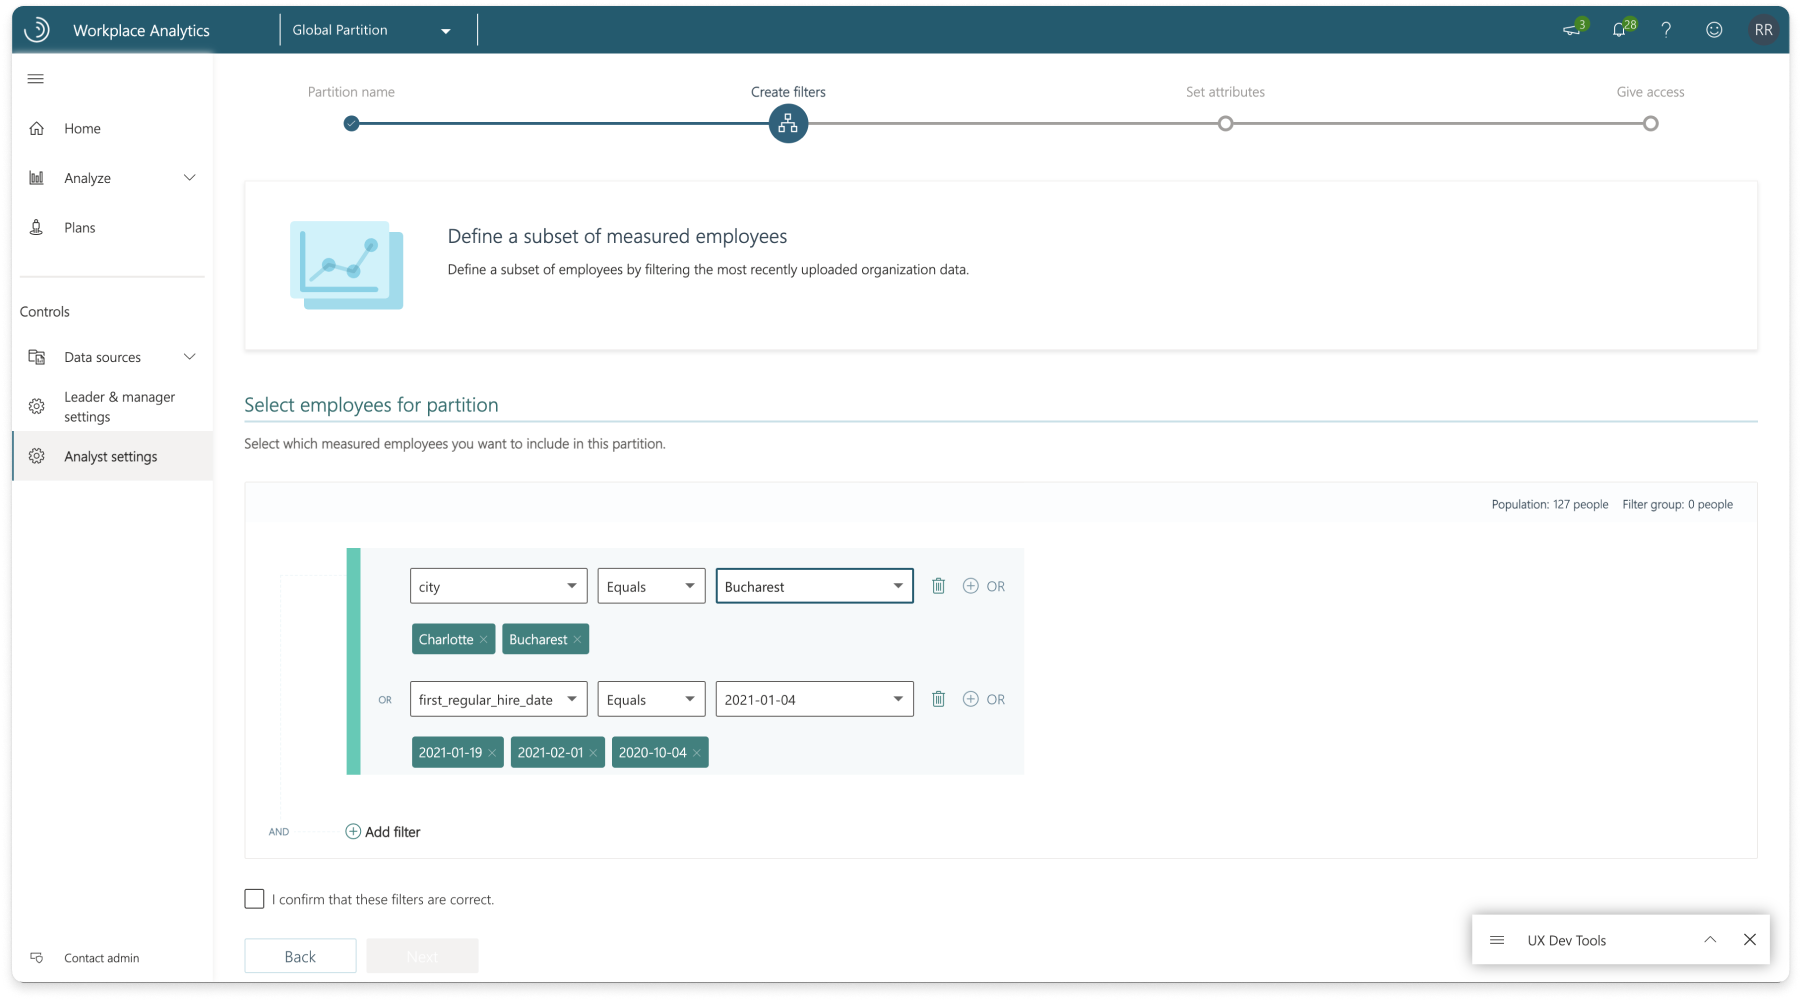 Workplace Analytics
Global Partition
3
28
?
RR
Home
Analyze
Plans
Controls
Data sources
Leader & manager
settings
Analyst settings
Contact admin
Partition name
Create filters
Set attributes
Give access
Define a subset of measured employees
Define a subset of employees by filtering the most recently uploaded organization data.
Select employees for partition
Select which measured employees you want to include in this partition.
Population: 127 people Filter group: 0 people
city Equals Bucharest OR
Charlotte × Bucharest ×
OR first_regular_hire_date Equals 2021-01-04 OR
2021-01-19 × 2021-02-01 × 2020-10-04 ×
AND Add filter
I confirm that these filters are correct.
Back Next
UX Dev Tools